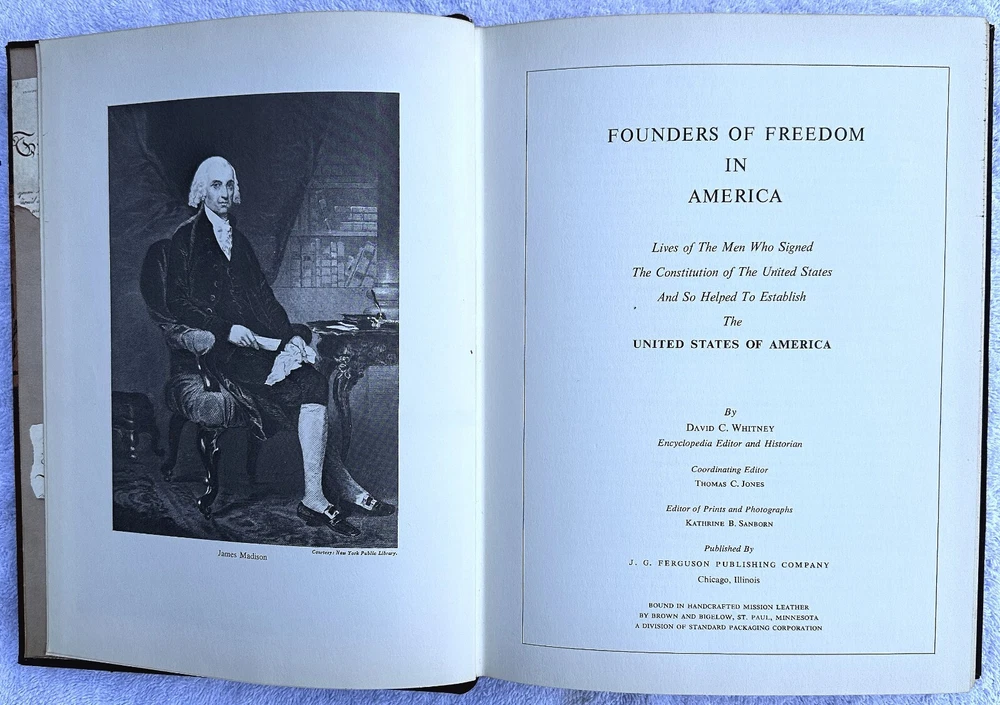 James Madison
Courtesy: New York Public Library.
FOUNDERS OF FREEDOM
IN
AMERICA
Lives of The Men Who Signed
The Constitution of The United States
And So Helped To Establish
The
UNITED STATES OF AMERICA
By
DAVID C. WHITNEY
Encyclopedia Editor and Historian
Coordinating Editor
THOMAS C. JONES
Editor of Prints and Photographs
KATHRINE B. SANBORN
Published By
J. G. FERGUSON PUBLISHING COMPANY
Chicago, Illinois
BOUND IN HANDCRAFTED MISSION LEATHER
BY BROWN AND BIGELOW, ST. PAUL, MINNESOTA
A DIVISION OF STANDARD PACKAGING CORPORATION